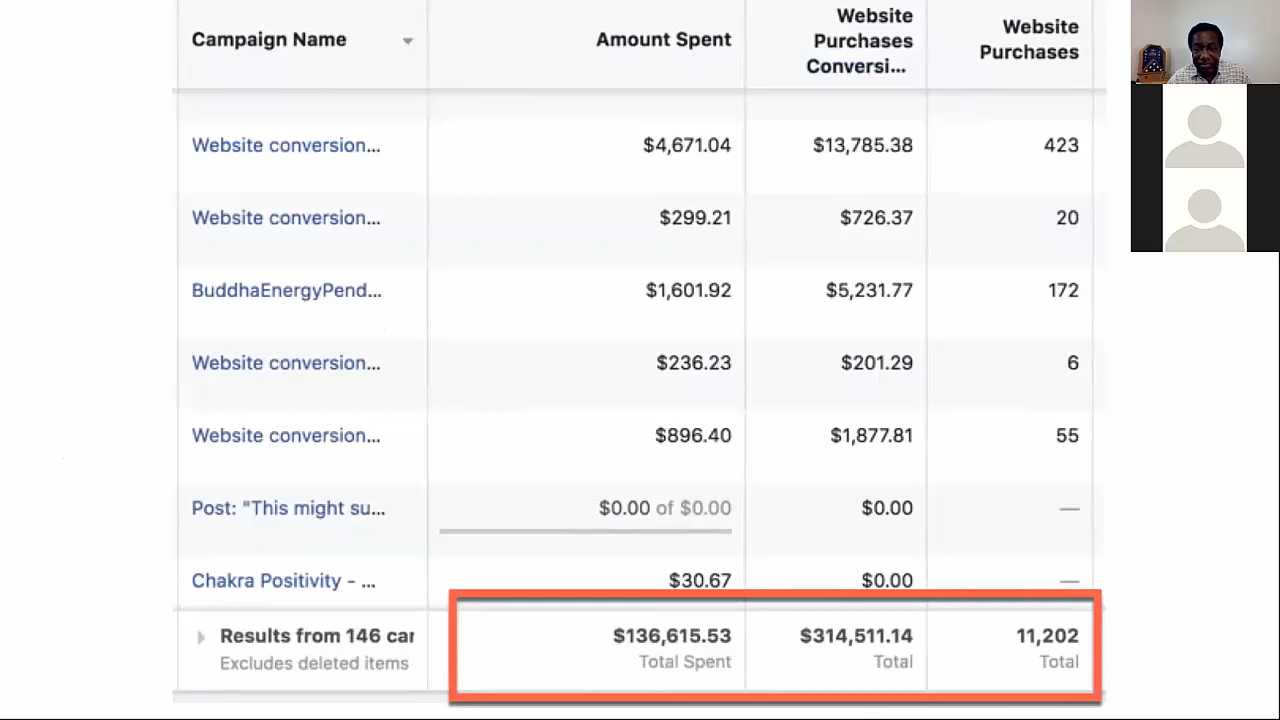 Campaign Name
Amount Spent
Website
Purchases
Conversi...
Website
Purchases
Website conversion... $4,671.04 $13,785.38 423
Website conversion... $299.21 $726.37 20
BuddhaEnergyPend... $1,601.92 $5,231.77 172
Website conversion... $236.23 $201.29 6
Website conversion... $896.40 $1,877.81 55
Post: "This might su... $0.00 of $0.00 $0.00 —
Chakra Positivity - ... $30.67 $0.00 —
Results from 146 car $136,615.53 $314,511.14 11,202
Excludes deleted items Total Spent Total Total